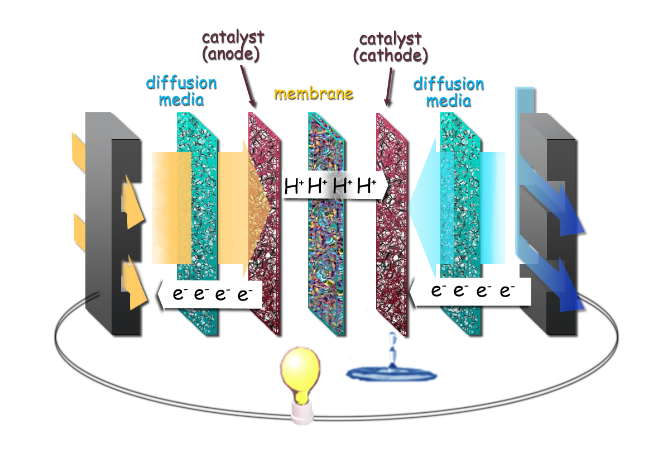 catalyst
(anode)
catalyst
(cathode)
diffusion
media
membrane
diffusion
media
H⁺ H⁺ H⁺ H⁺
e⁻ e⁻ e⁻ e⁻
e⁻ e⁻ e⁻ e⁻